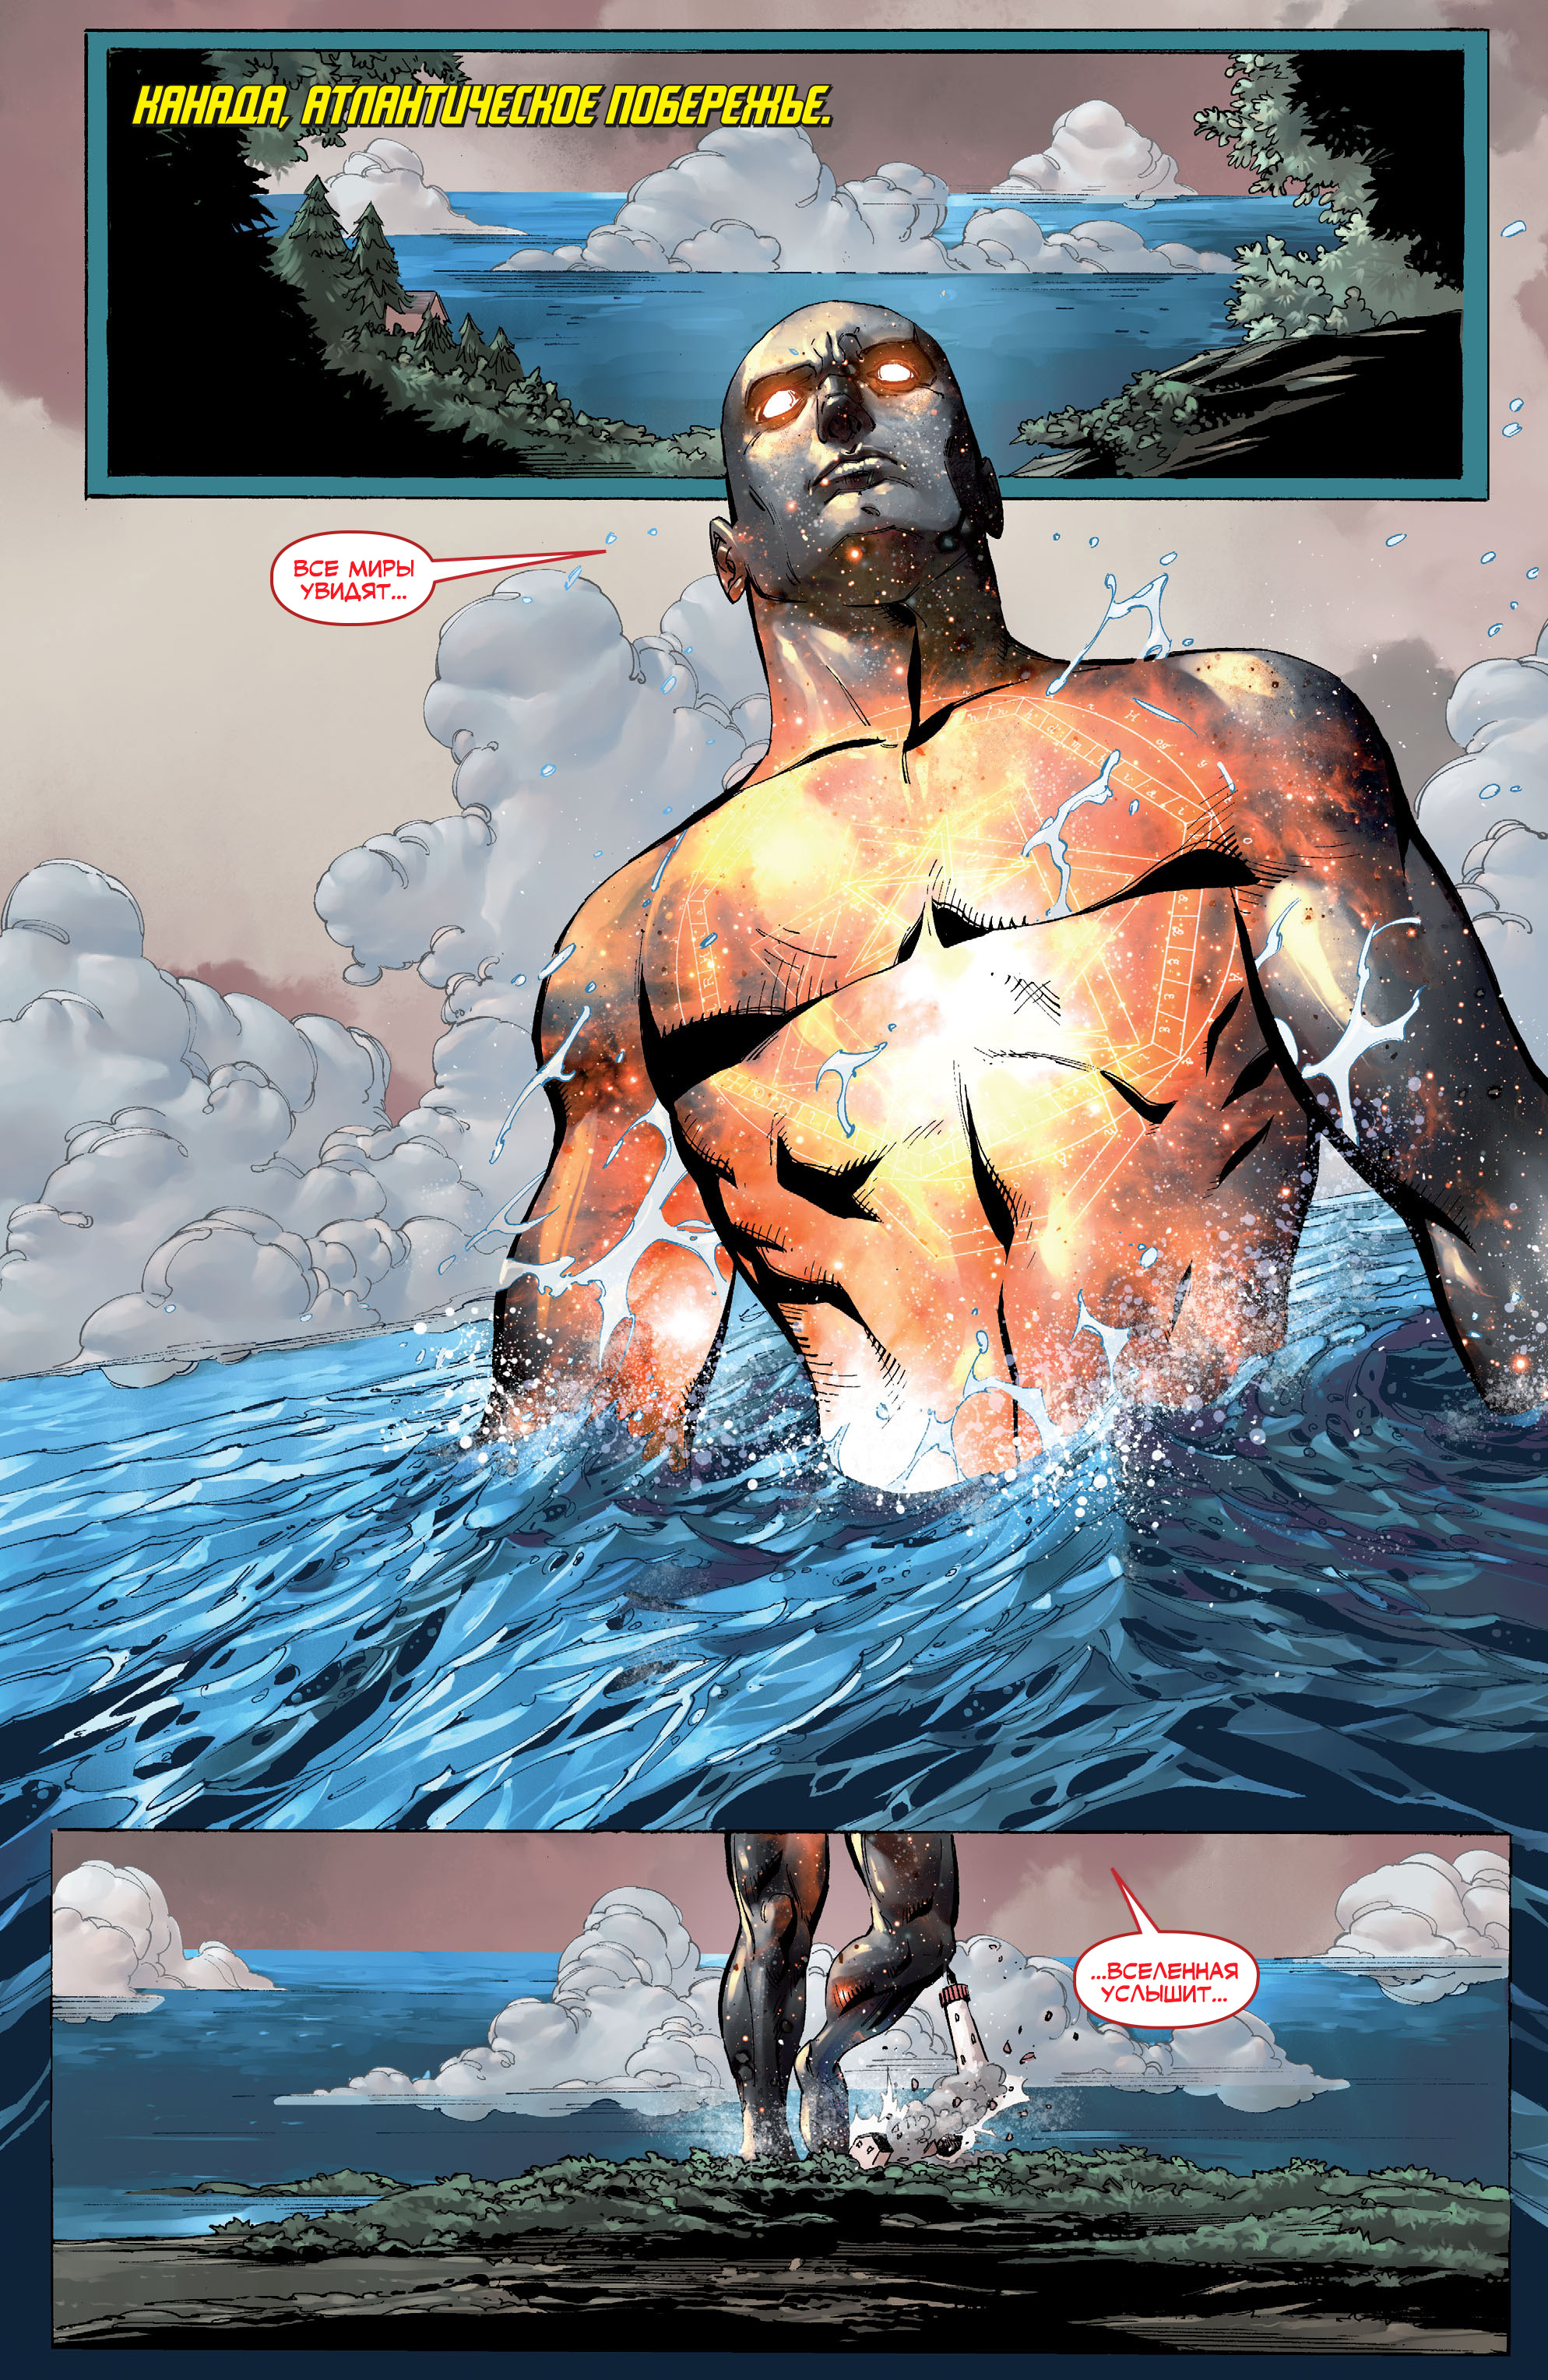 КАНАДА, АТЛАНТИЧЕСКОЕ ПОБЕРЕЖЬЕ.
ВСЕ МИРЫ
УВИДЯТ...
...ВСЕЛЕННАЯ
УСЛЫШИТ...